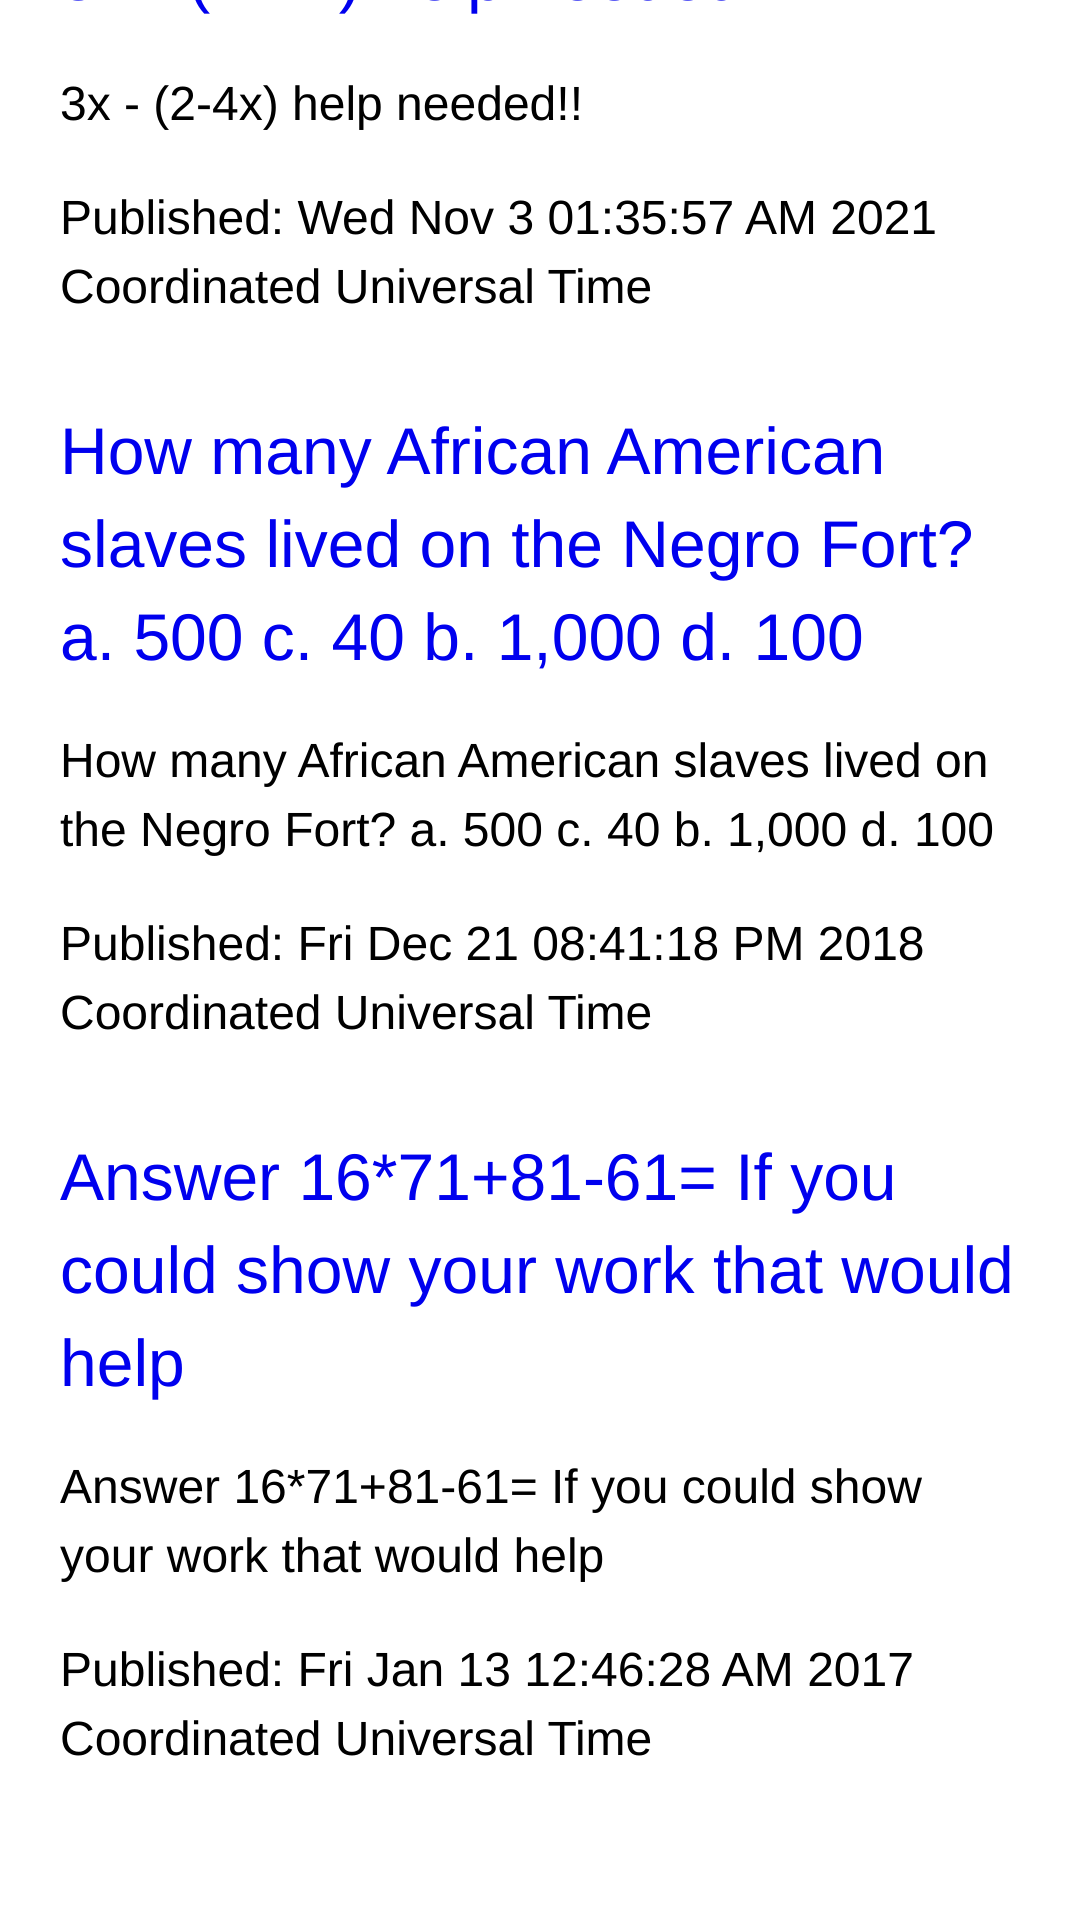 3x - (2-4x) help needed!!
Published: Wed Nov 3 01:35:57 AM 2021
Coordinated Universal Time
How many African American
slaves lived on the Negro Fort?
a. 500 c. 40 b. 1,000 d. 100
How many African American slaves lived on
the Negro Fort? a. 500 c. 40 b. 1,000 d. 100
Published: Fri Dec 21 08:41:18 PM 2018
Coordinated Universal Time
Answer 16*71+81-61= If you
could show your work that would
help
Answer 16*71+81-61= If you could show
your work that would help
Published: Fri Jan 13 12:46:28 AM 2017
Coordinated Universal Time